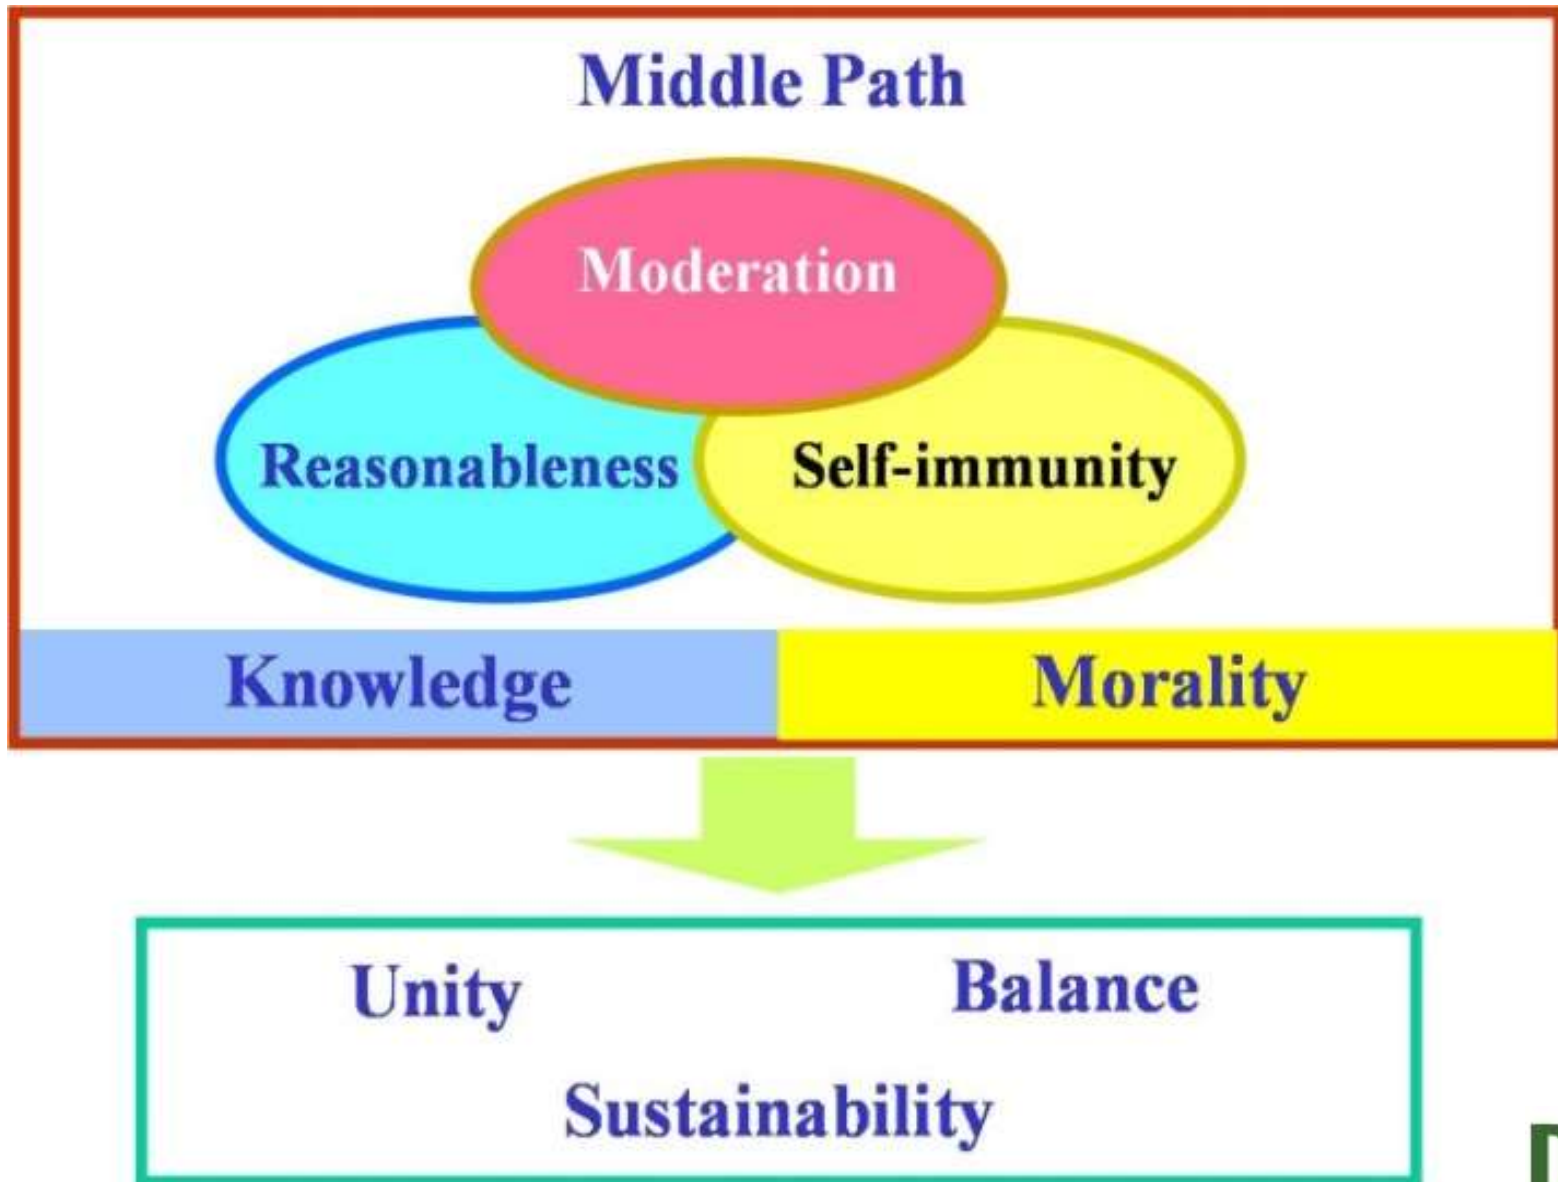 Middle Path
Moderation
Reasonableness Self-immunity
Knowledge Morality
Unity Balance
Sustainability